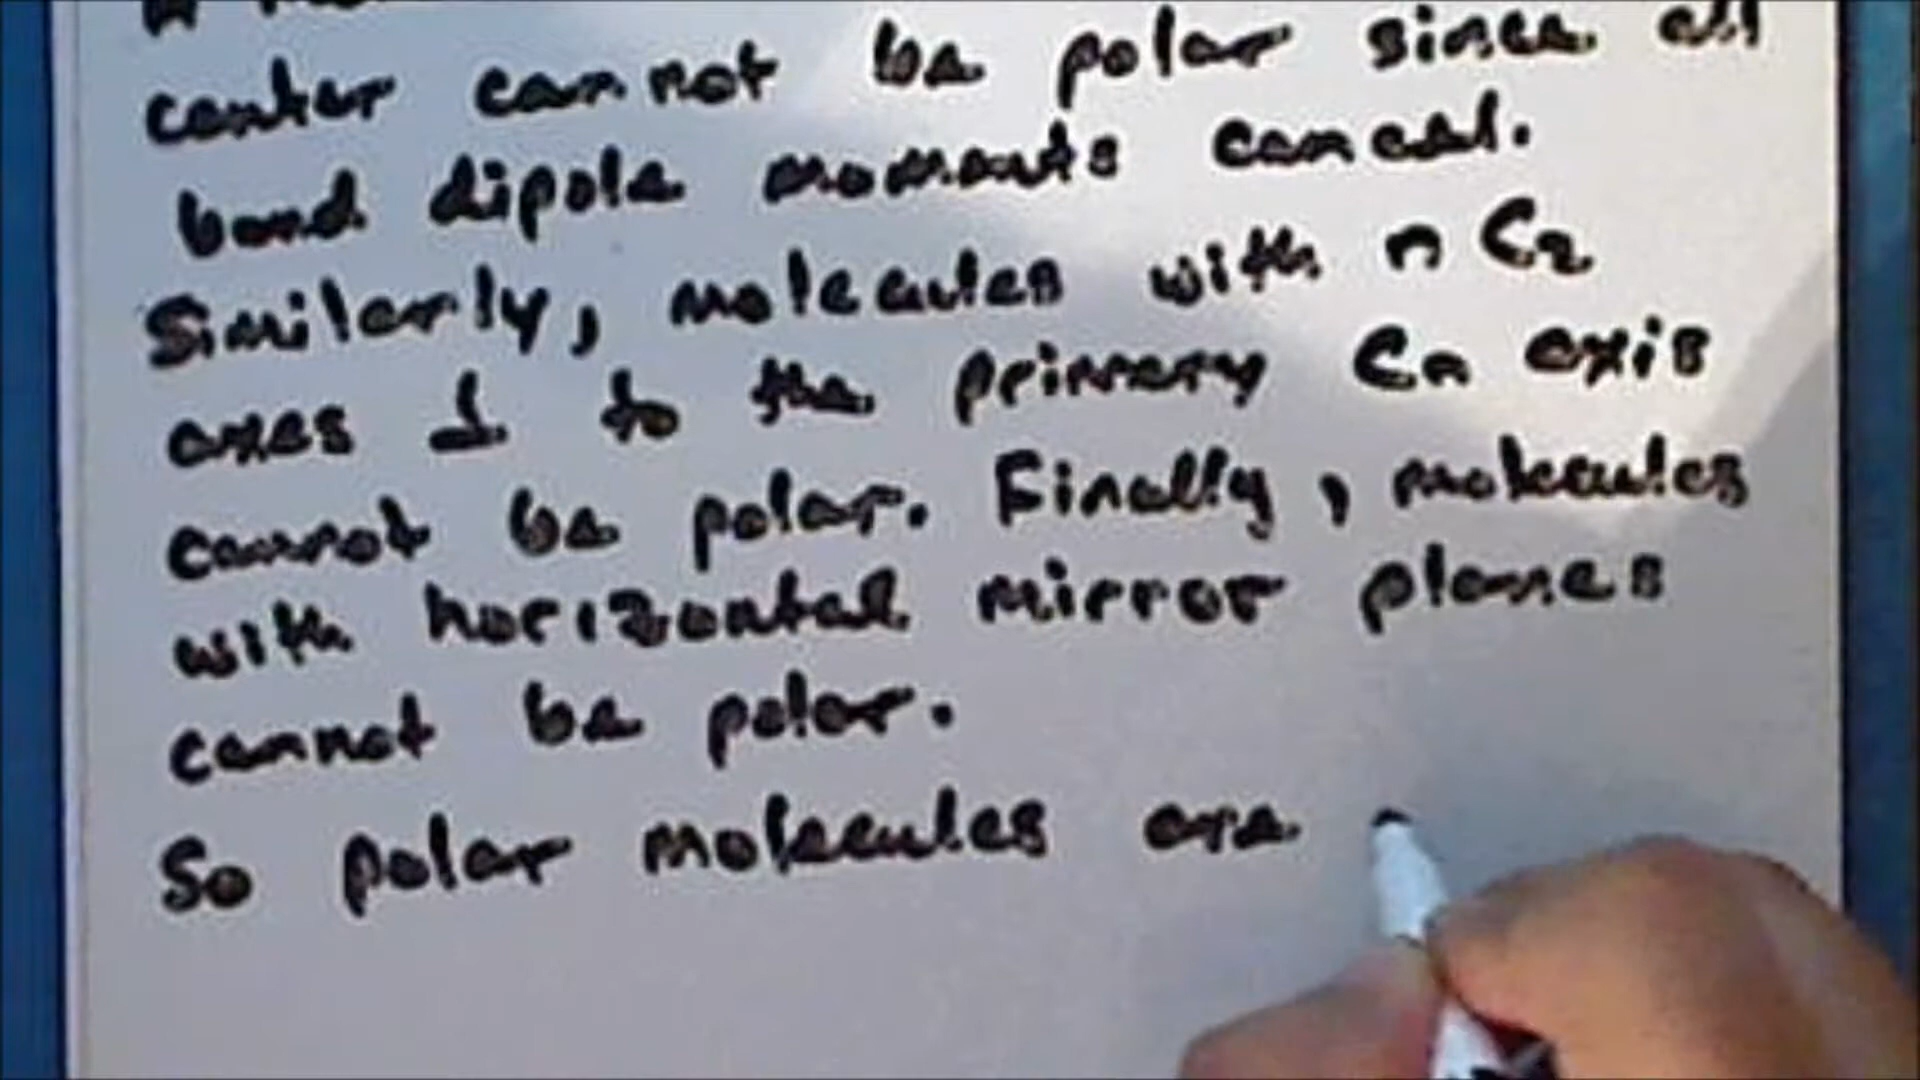 center cannot be polar since all
bond dipole moments cancel.
Similarly, molecules with n C2
axes ⊥ to the primary Cn axis
cannot be polar. Finally, molecules
with horizontal mirror planes
cannot be polar.
So polar molecules are